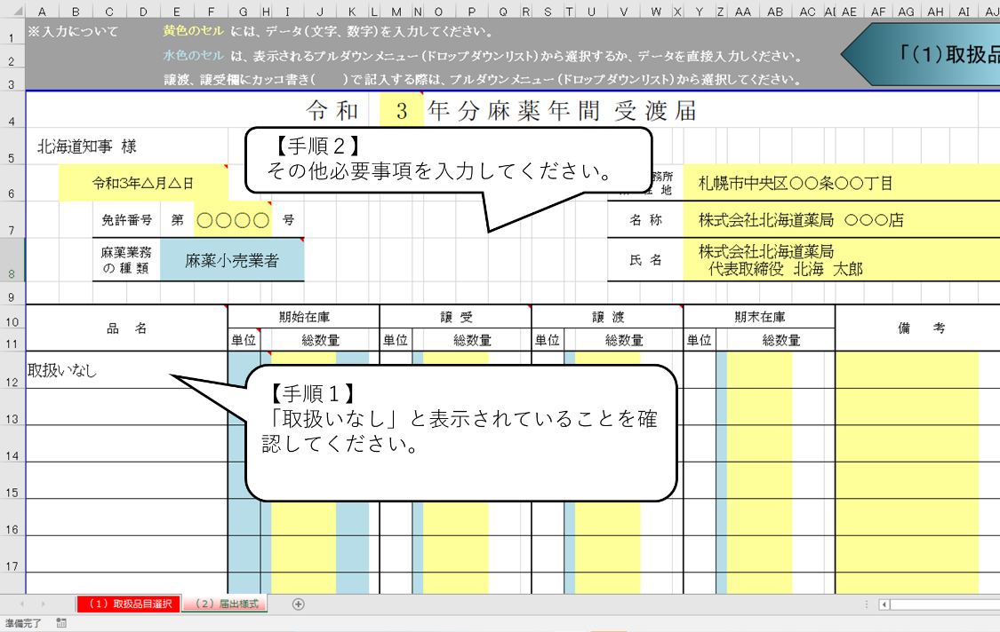 A B C D E F G H I J K L M N O P Q R S T U V W X Y Z AA AB AC AD AE AF AG AH AI AJ
1 ※入力について 黄色のセル には、データ（文字、数字）を入力してください。
「(1)取扱品
2 水色のセル は、表示されるプルダウンメニュー（ドロップダウンリスト）から選択するか、データを直接入力しください。
3 譲渡、譲受欄にカッコ書き（　　）で記入する際は、プルダウンメニュー（ドロップダウンリスト）から選択してください。
4 令和 3 年分麻薬年間 受渡届
5 北海道知事 様
【手順２】
その他必要事項を入力してください。
6 令和3年△月△日
務所
地
札幌市中央区〇〇条〇〇丁目
7 免許番号 第 〇〇〇〇 号 名 称 株式会社北海道薬局 〇〇〇店
8 麻薬業務
の 種 類
麻薬小売業者
氏 名
株式会社北海道薬局
代表取締役 北海 太郎
9
10 品 名 期始在庫 譲 受 譲 渡 期末在庫 備 考
11 単位 総数量 単位 総数量 単位 総数量 単位 総数量
12 取扱いなし
【手順１】
「取扱いなし」と表示されていることを確
認してください。
13
14
15
16
17
（１）取扱品目選択 （２）届出様式
準備完了